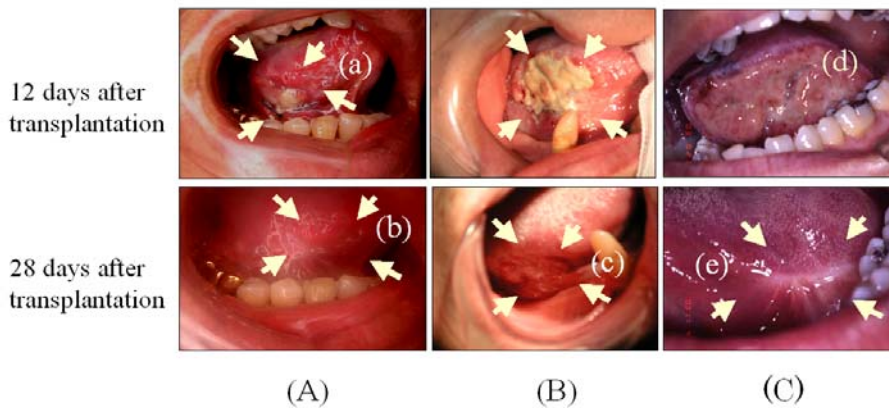 12 days after
transplantation
(a)
(d)
28 days after
transplantation
(b)
(c)
(e)
(A)
(B)
(C)